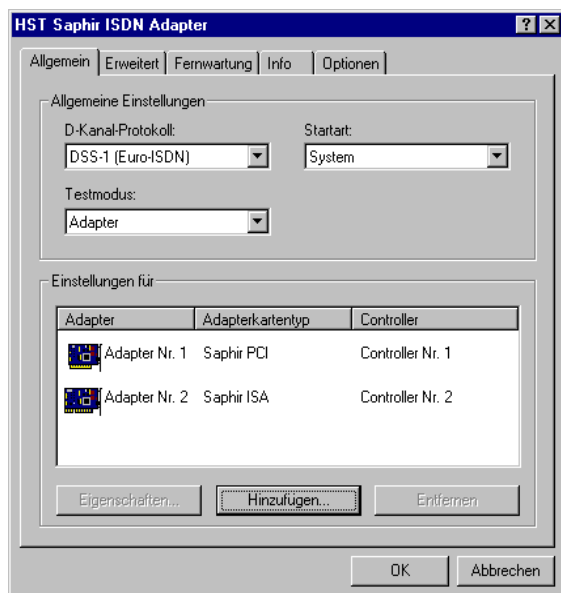 HST Saphir ISDN Adapter
Allgemein Erweitert Fernwartung Info Optionen
Allgemeine Einstellungen
D-Kanal-Protokoll: Startart:
DSS-1 (Euro-ISDN) System
Testmodus:
Adapter
Einstellungen für
Adapter Adapterkartentyp Controller
Adapter Nr. 1 Saphir PCI Controller Nr. 1
Adapter Nr. 2 Saphir ISA Controller Nr. 2
Eigenschaften... Hinzufügen... Entfernen
OK Abbrechen